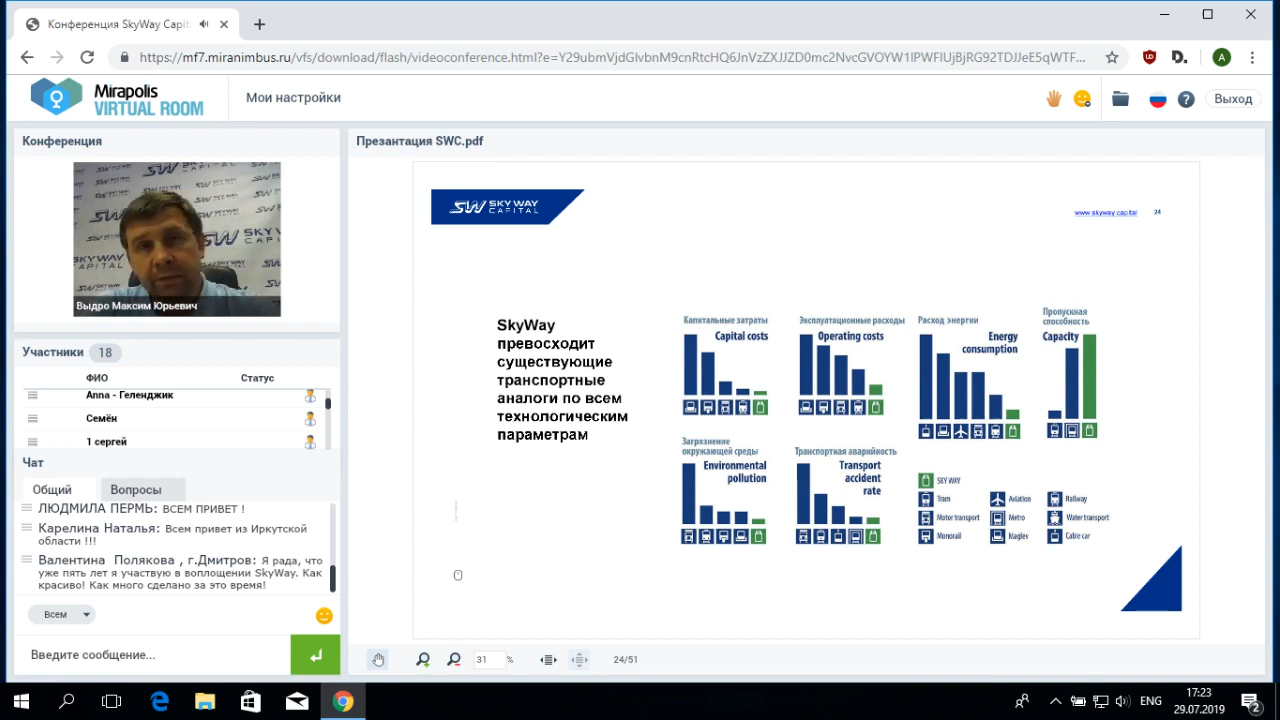 Конференция SkyWay Capit
https://mf7.miranimbus.ru/vfs/download/flash/videoconference.html?e=Y29ubmVjdGlvbnM9cnRtcHQ6JnVzZXJJZD0mc2NvcGVOYW1lPWFlUjBjRG92TDJJeE5qWTF...
A
Mirapolis
VIRTUAL ROOM
Мои настройки
Выход
Конференция
Выдро Максим Юрьевич
Участники 18
ФИО Статус
Anna - Геленджик
Семён
1 сергей
Чат
Общий Вопросы
ЛЮДМИЛА ПЕРМЬ: ВСЕМ ПРИВЕТ !
Карелина Наталья: Всем привет из Иркутской
области !!!
Валентина Полякова , г.Дмитров: Я рада, что
уже пять лет я участвую в воплощении SkyWay. Как
красиво! Как много сделано за это время!
Всем
Введите сообщение...
Презантация SWC.pdf
SW SKY WAY
CAPITAL
www.skyway.capital 24
SkyWay
превосходит
существующие
транспортные
аналоги по всем
технологическим
параметрам
Капитальные затраты
Capital costs
Эксплуатационные расходы
Operating costs
Расход энергии
Energy
consumption
Пропускная
способность
Capacity
Загрязнение
окружающей среды
Environmental
pollution
Транспортная аварийность
Transport
accident
rate
SKY WAY
Tram Aviation Railway
Motor transport Metro Water transport
Monorail Maglev Cable car
31 % 24/51
ENG
17:23
29.07.2019
2